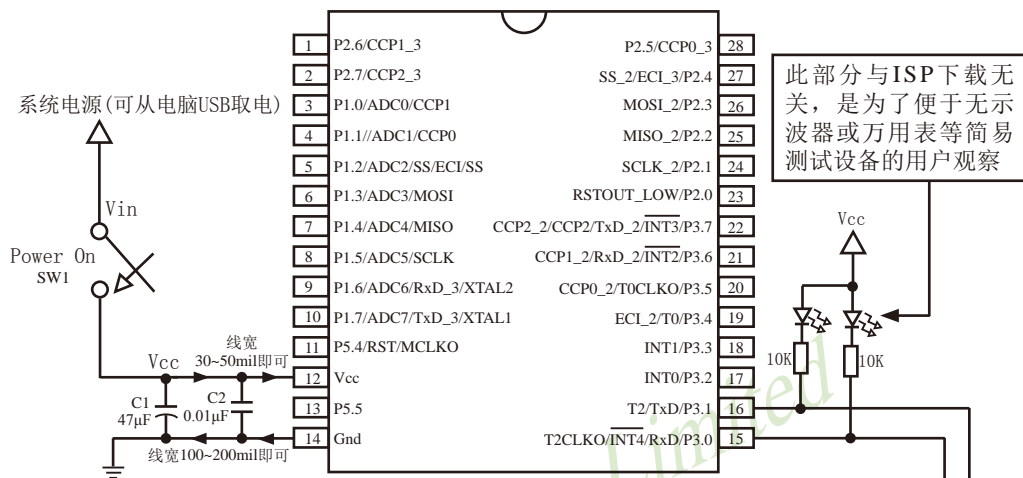 系统电源(可从电脑USB取电)
Vin
Power On
SW1
Vcc
线宽
30~50mil即可
C1
47μF
C2
0.01μF
线宽100~200mil即可
1 P2.6/CCP1_3
2 P2.7/CCP2_3
3 P1.0/ADC0/CCP1
4 P1.1//ADC1/CCP0
5 P1.2/ADC2/SS/ECI/SS
6 P1.3/ADC3/MOSI
7 P1.4/ADC4/MISO
8 P1.5/ADC5/SCLK
9 P1.6/ADC6/RxD_3/XTAL2
10 P1.7/ADC7/TxD_3/XTAL1
11 P5.4/RST/MCLKO
12 Vcc
13 P5.5
14 Gnd
P2.5/CCP0_3 28
SS_2/ECI_3/P2.4 27
MOSI_2/P2.3 26
MISO_2/P2.2 25
SCLK_2/P2.1 24
RSTOUT_LOW/P2.0 23
CCP2_2/CCP2/TxD_2/INT3/P3.7 22
CCP1_2/RxD_2/INT2/P3.6 21
CCP0_2/T0CLKO/P3.5 20
ECI_2/T0/P3.4 19
INT1/P3.3 18
INT0/P3.2 17
T2/TxD/P3.1 16
T2CLKO/INT4/RxD/P3.0 15
此部分与ISP下载无
关，是为了便于无示
波器或万用表等简易
测试设备的用户观察
Vcc
10K
10K
Limited